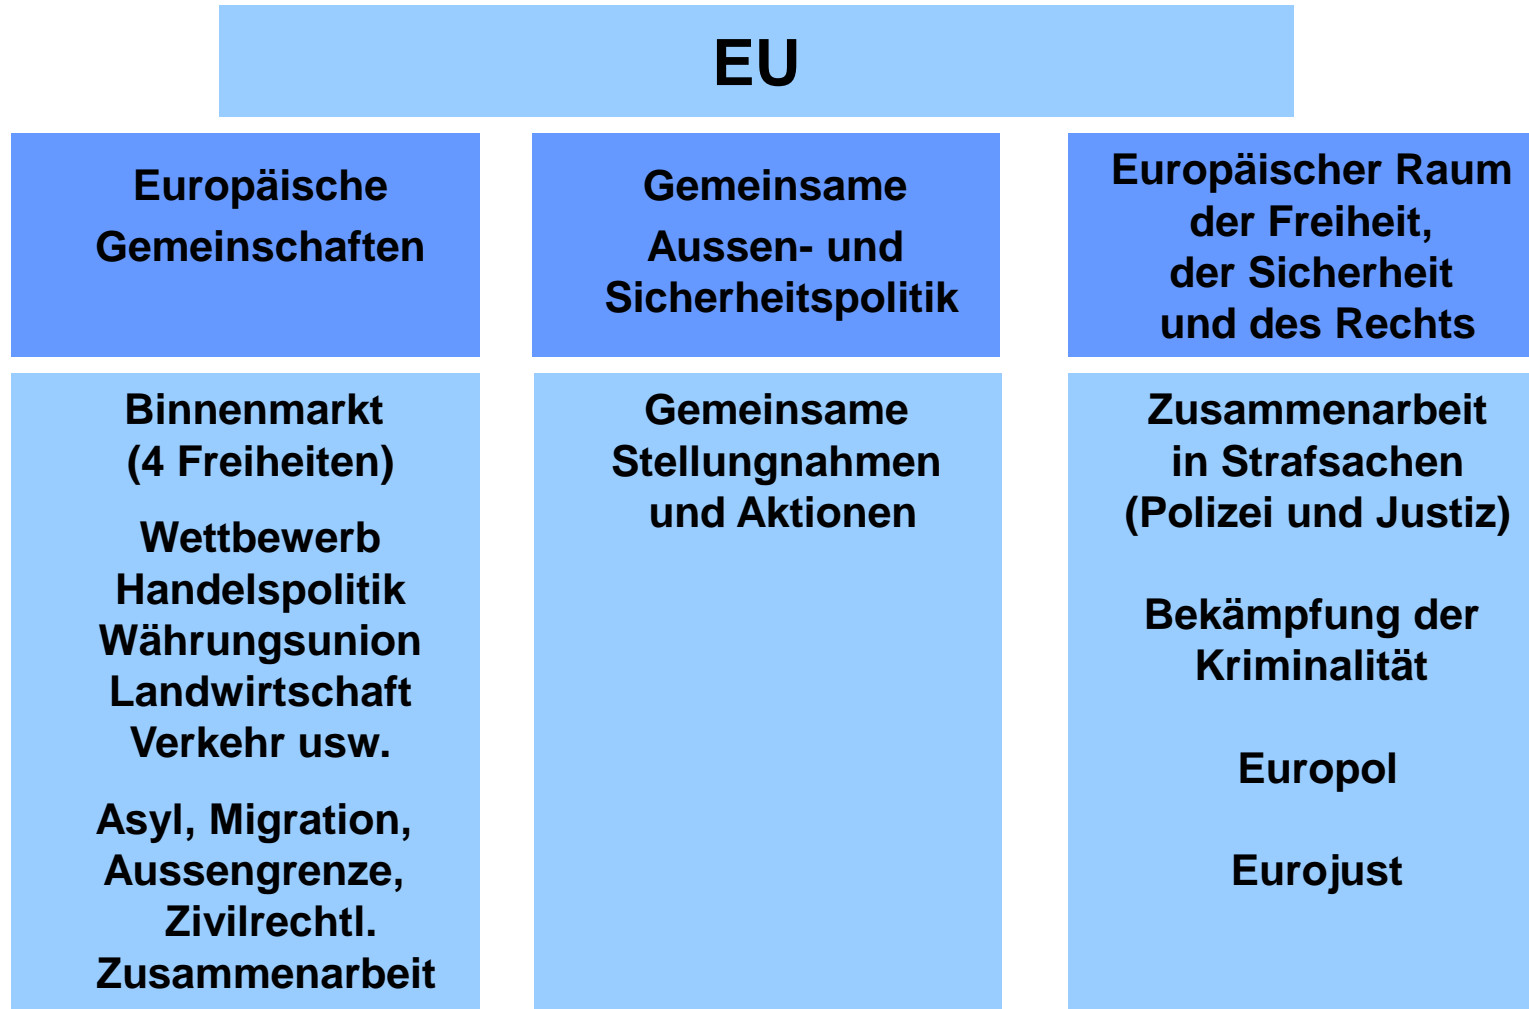 EU
Europäische
Gemeinschaften
Gemeinsame
Aussen- und
Sicherheitspolitik
Europäischer Raum
der Freiheit,
der Sicherheit
und des Rechts
Binnenmarkt
(4 Freiheiten)
Wettbewerb
Handelspolitik
Währungsunion
Landwirtschaft
Verkehr usw.
Asyl, Migration,
Aussengrenze,
Zivilrechtl.
Zusammenarbeit
Gemeinsame
Stellungnahmen
und Aktionen
Zusammenarbeit
in Strafsachen
(Polizei und Justiz)
Bekämpfung der
Kriminalität
Europol
Eurojust